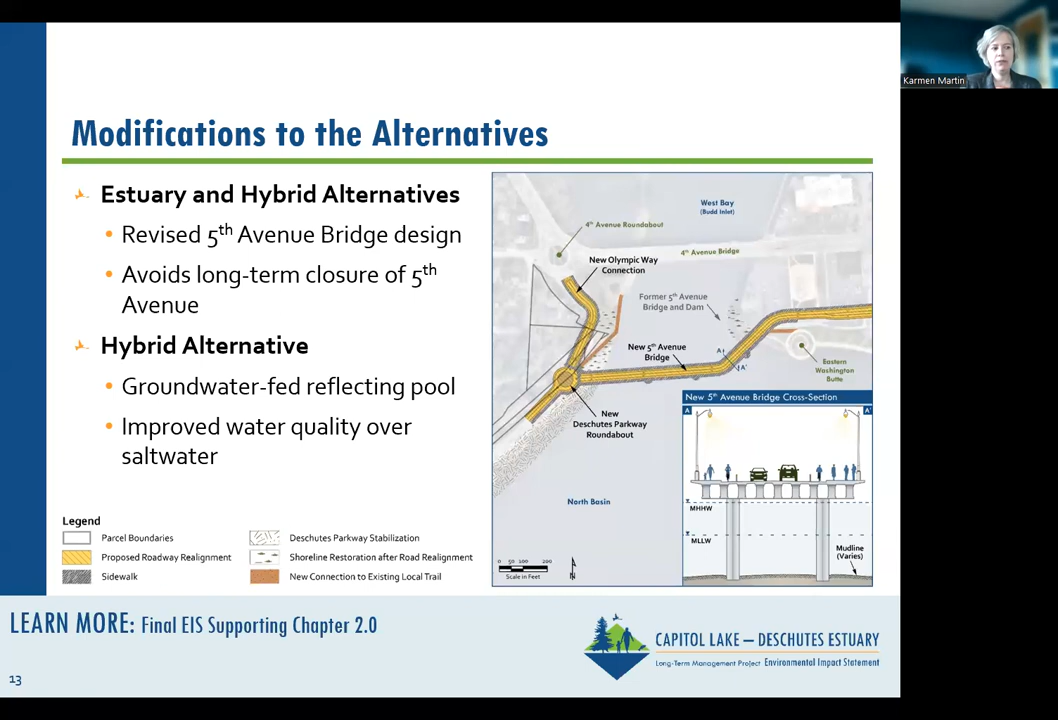 Karmen Martin
Modifications to the Alternatives
Estuary and Hybrid Alternatives
• Revised 5th Avenue Bridge design
• Avoids long-term closure of 5th
Avenue
Hybrid Alternative
• Groundwater-fed reflecting pool
• Improved water quality over
saltwater
West Bay
(Budd Inlet)
4th Avenue Roundabout
4th Avenue Bridge
New Olympic Way
Connection
Former 5th Avenue
Bridge and Dam
New 5th Avenue
Bridge
A
A'
Eastern
Washington
Butte
New
Deschutes Parkway
Roundabout
North Basin
0 50 100 200
Scale in Feet
N
New 5th Avenue Bridge Cross-Section
A
A'
MHHW
MLLW
Mudline
(Varies)
Legend
Parcel Boundaries
Proposed Roadway Realignment
Sidewalk
Deschutes Parkway Stabilization
Shoreline Restoration after Road Realignment
New Connection to Existing Local Trail
LEARN MORE: Final EIS Supporting Chapter 2.0
CAPITOL LAKE — DESCHUTES ESTUARY
Long-Term Management Project Environmental Impact Statement
13